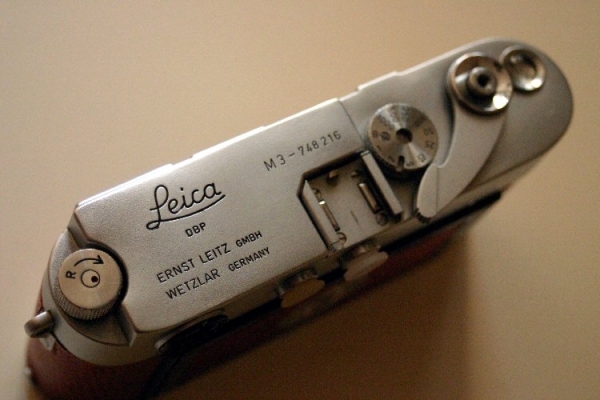 Leica
DBP
ERNST LEITZ GMBH
WETZLAR GERMANY
M3-748216
R